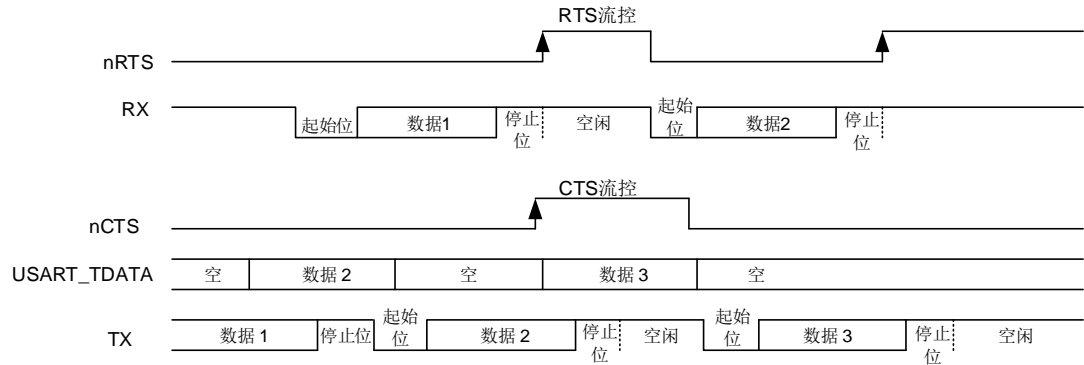 RTS流控
nRTS
RX
起始位
数据1
停止
位
空闲
起始
位
数据2
停止
位
CTS流控
nCTS
USART_TDATA
空
数据 2
空
数据 3
空
TX
数据 1
停止位
起始
位
数据 2
停止
位
空闲
起始
位
数据 3
停止
位
空闲